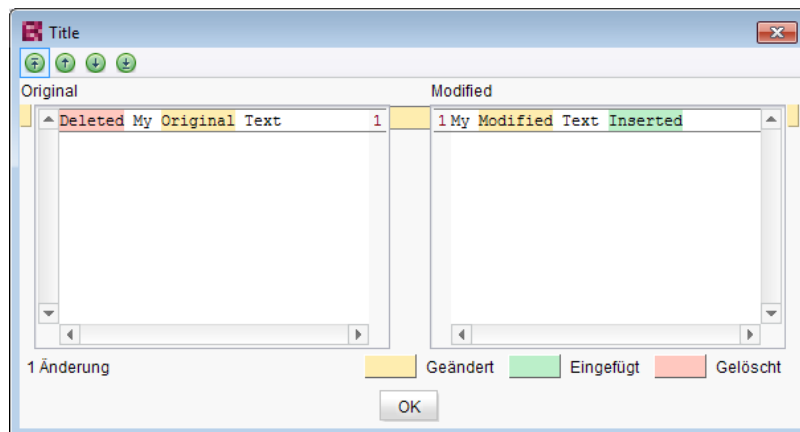 Title
Original Modified
Deleted My Original Text 1 1 My Modified Text Inserted
1 Änderung Geändert Eingefügt Gelöscht
OK